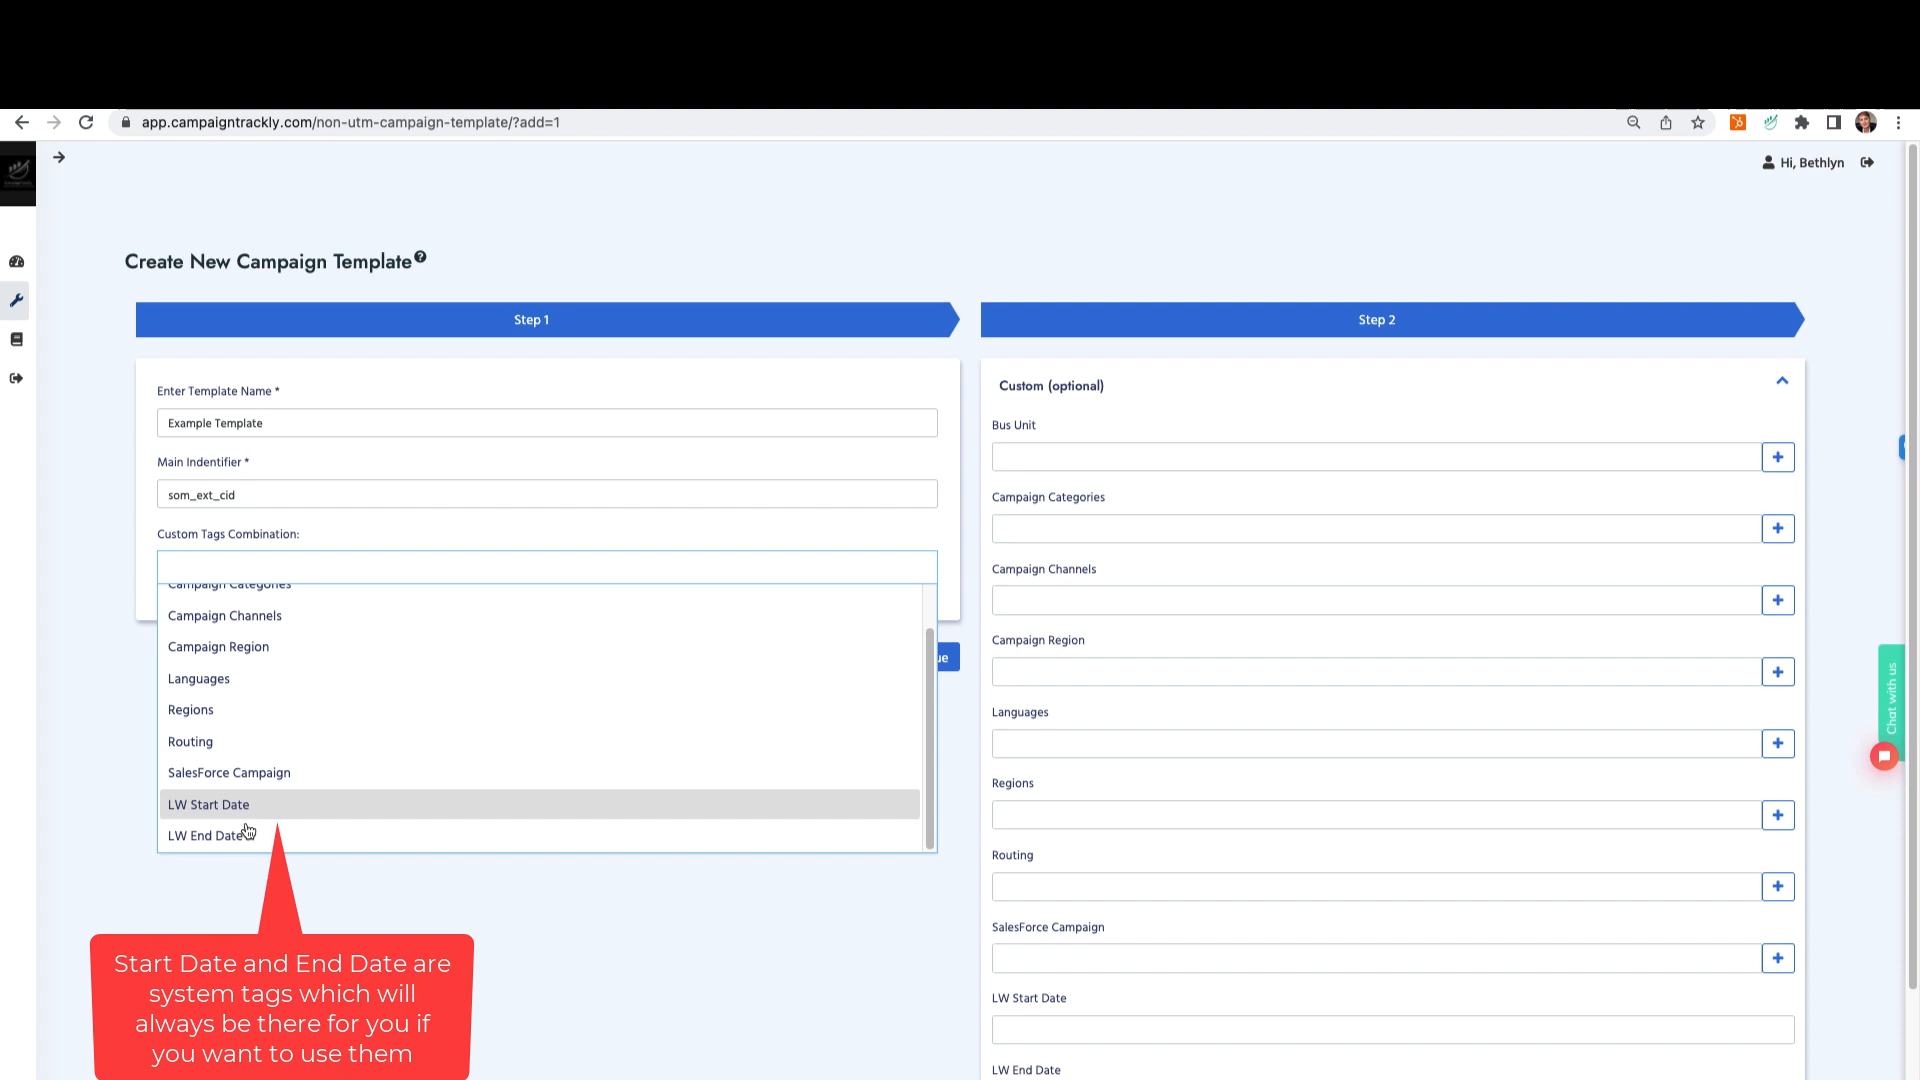 app.campaigntrackly.com/non-utm-campaign-template/?add=1
Hi, Bethlyn
Create New Campaign Template
Step 1
Step 2
Enter Template Name *
Example Template
Main Indentifier *
som_ext_cid
Custom Tags Combination:
Campaign Categories
Campaign Channels
Campaign Region
Languages
Regions
Routing
SalesForce Campaign
LW Start Date
LW End Date
ue
Custom (optional)
Bus Unit
Campaign Categories
Campaign Channels
Campaign Region
Languages
Regions
Routing
SalesForce Campaign
LW Start Date
LW End Date
Chat with us
Start Date and End Date are
system tags which will
always be there for you if
you want to use them